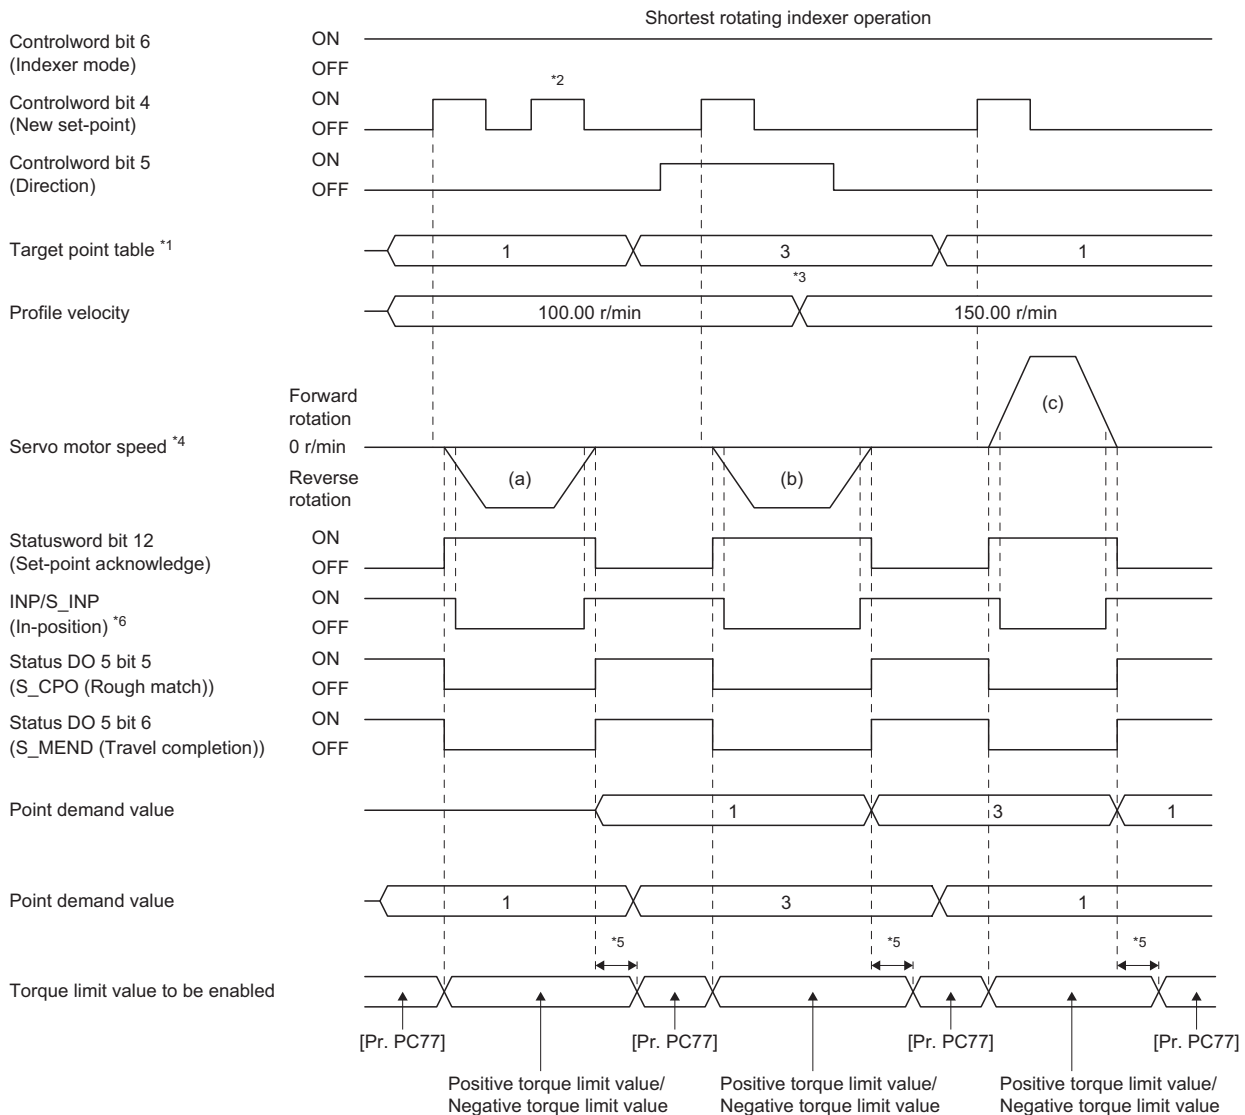 Shortest rotating indexer operation
Controlword bit 6
(Indexer mode)
ON
OFF
Controlword bit 4
(New set-point)
ON
OFF
*2
Controlword bit 5
(Direction)
ON
OFF
Target point table *1
1
3
1
*3
Profile velocity
100.00 r/min
150.00 r/min
Servo motor speed *4
Forward
rotation
0 r/min
Reverse
rotation
(a)
(b)
(c)
Statusword bit 12
(Set-point acknowledge)
ON
OFF
INP/S_INP
(In-position) *6
ON
OFF
Status DO 5 bit 5
(S_CPO (Rough match))
ON
OFF
Status DO 5 bit 6
(S_MEND (Travel completion))
ON
OFF
Point demand value
1
3
1
Point demand value
1
3
1
*5
*5
*5
Torque limit value to be enabled
[Pr. PC77]
[Pr. PC77]
[Pr. PC77]
[Pr. PC77]
Positive torque limit value/
Negative torque limit value
Positive torque limit value/
Negative torque limit value
Positive torque limit value/
Negative torque limit value